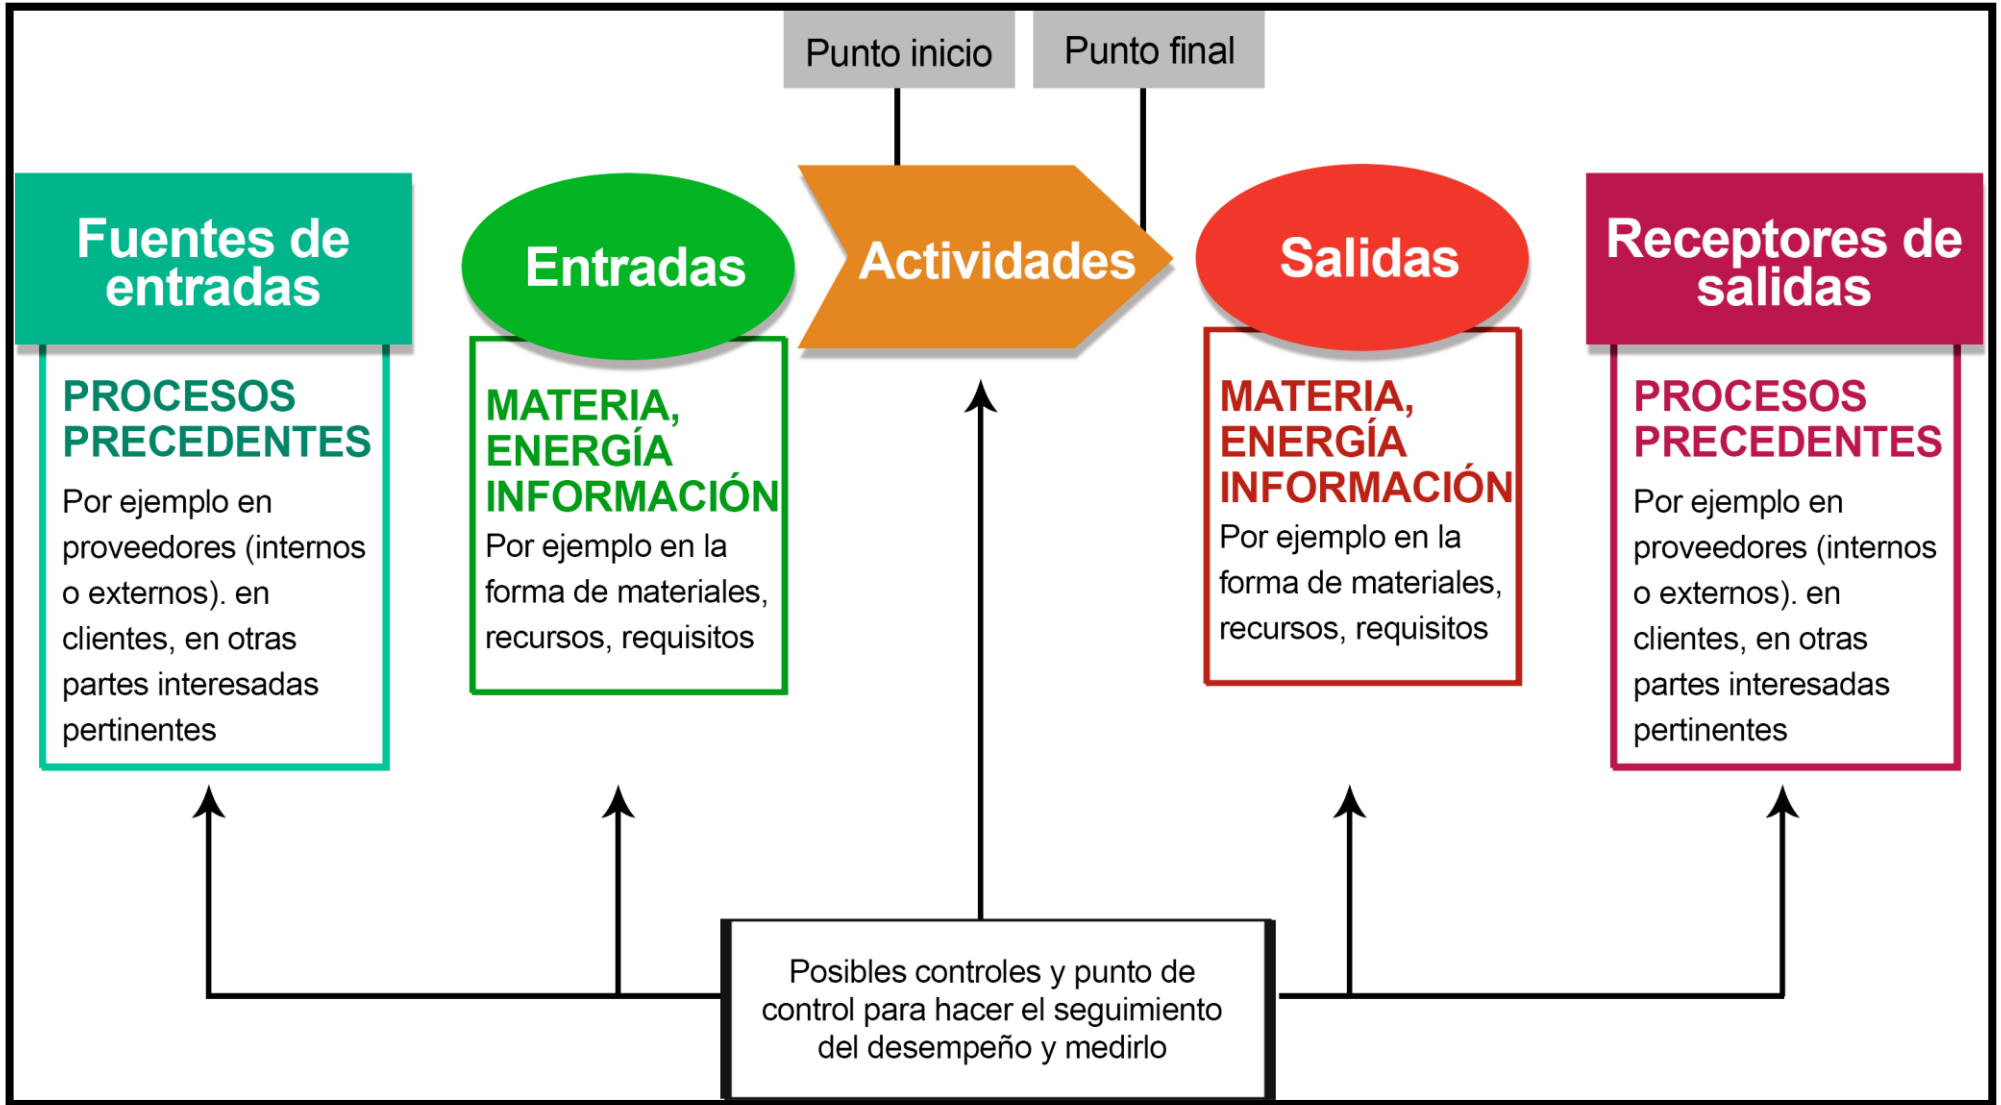 Punto inicio
Punto final
Fuentes de
entradas
PROCESOS
PRECEDENTES
Por ejemplo en
proveedores (internos
o externos). en
clientes, en otras
partes interesadas
pertinentes
Entradas
MATERIA,
ENERGÍA
INFORMACIÓN
Por ejemplo en la
forma de materiales,
recursos, requisitos
Actividades
Salidas
MATERIA,
ENERGÍA
INFORMACIÓN
Por ejemplo en la
forma de materiales,
recursos, requisitos
Receptores de
salidas
PROCESOS
PRECEDENTES
Por ejemplo en
proveedores (internos
o externos). en
clientes, en otras
partes interesadas
pertinentes
Posibles controles y punto de
control para hacer el seguimiento
del desempeño y medirlo